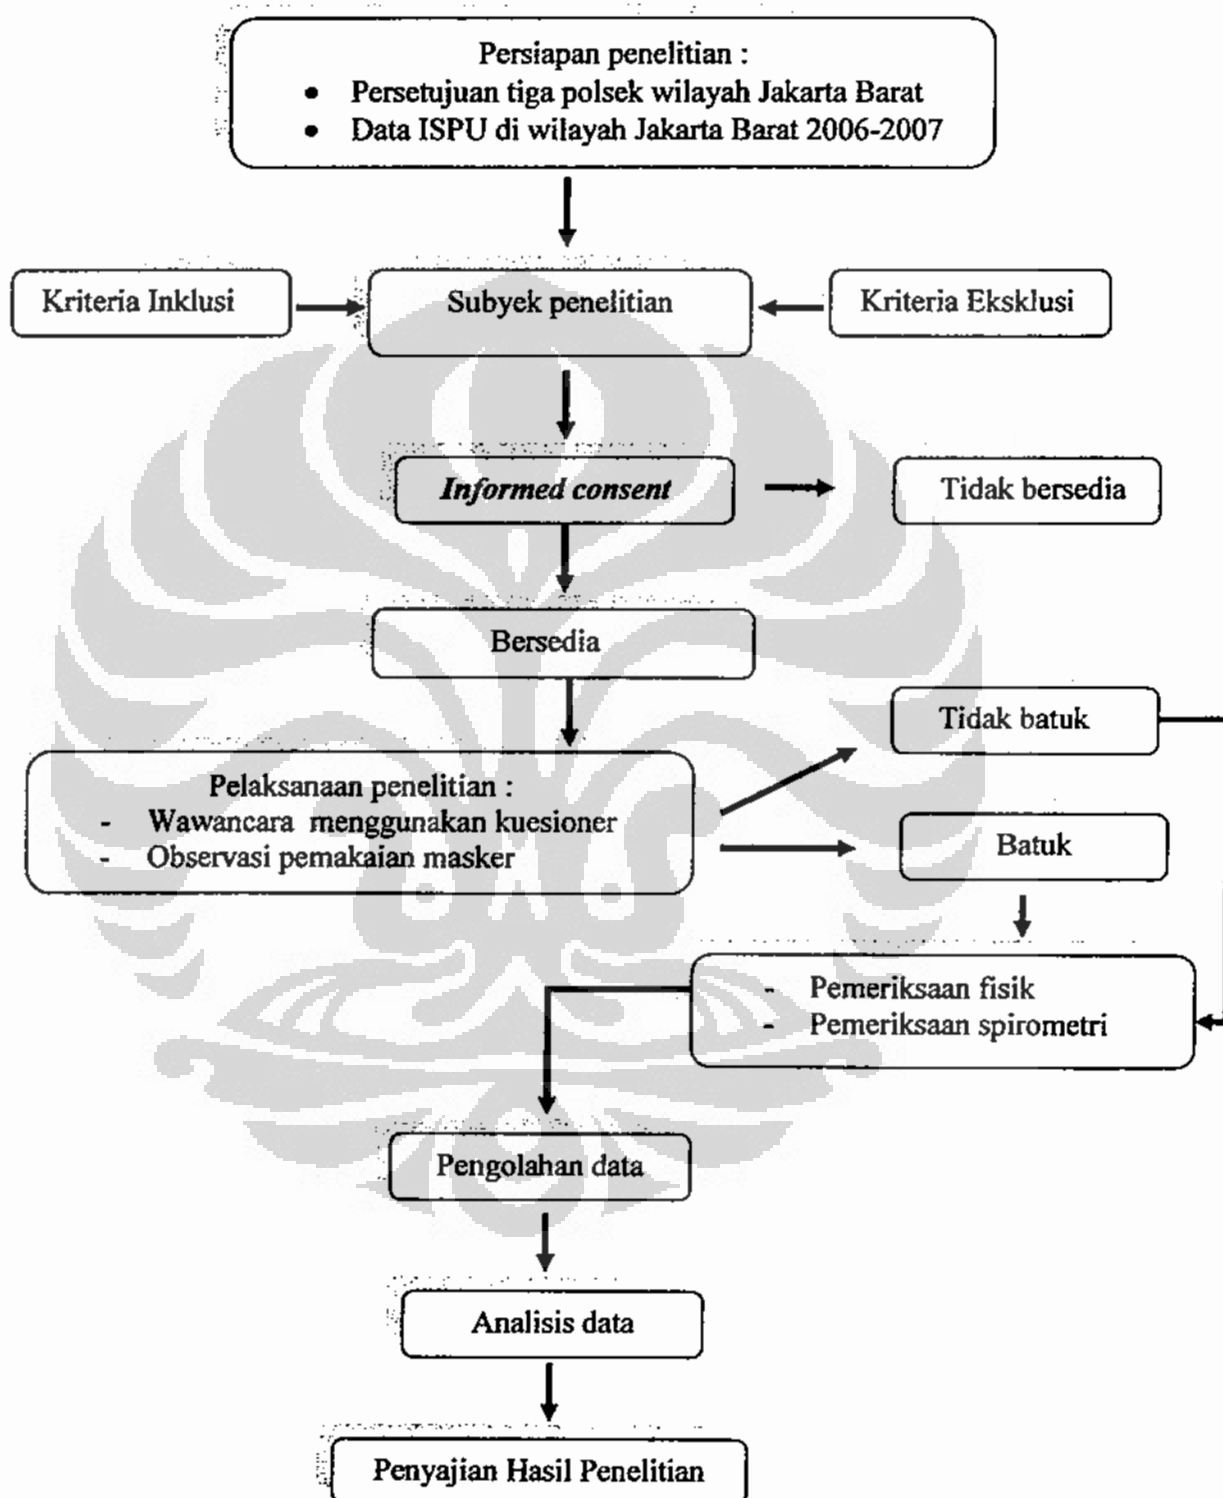 Persiapan penelitian :
• Persetujuan tiga polsek wilayah Jakarta Barat
• Data ISPU di wilayah Jakarta Barat 2006-2007
Kriteria Inklusi
Subyek penelitian
Kriteria Eksklusi
Informed consent
Tidak bersedia
Bersedia
Tidak batuk
Pelaksanaan penelitian :
- Wawancara menggunakan kuesioner
- Observasi pemakaian masker
Batuk
- Pemeriksaan fisik
- Pemeriksaan spirometri
Pengolahan data
Analisis data
Penyajian Hasil Penelitian